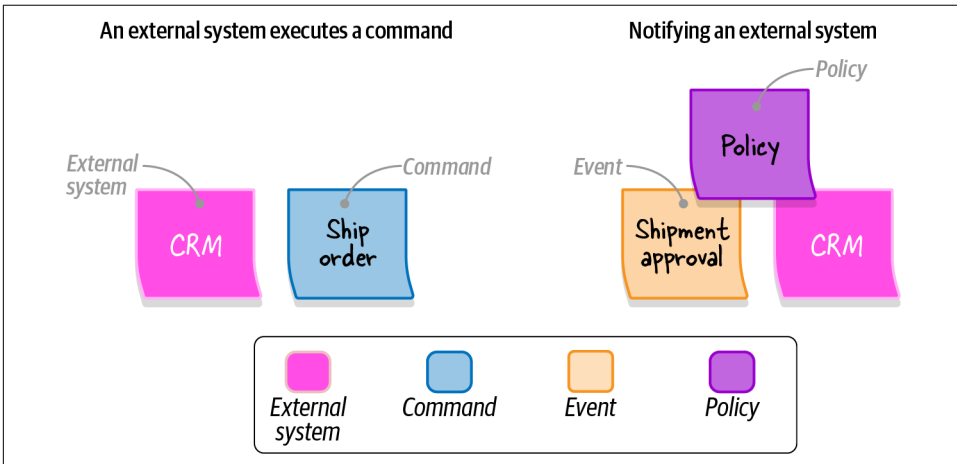 An external system executes a command
Notifying an external system
External
system
Command
CRM
Ship
order
Policy
Event
Policy
Shipment
approval
CRM
External
system
Command
Event
Policy